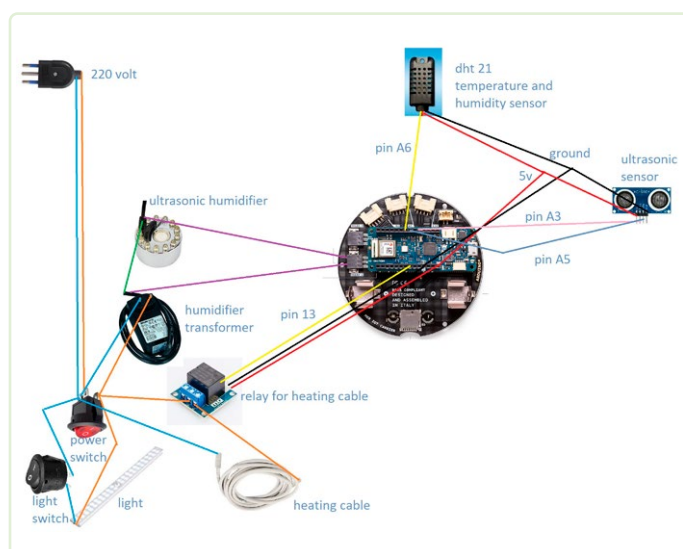 220 volt
dht 21
temperature and
humidity sensor
pin A6
ground
ultrasonic
sensor
5v
ultrasonic humidifier
pin A3
pin A5
humidifier
transformer
pin 13
relay for heating cable
power
switch
light
switch
light
heating cable